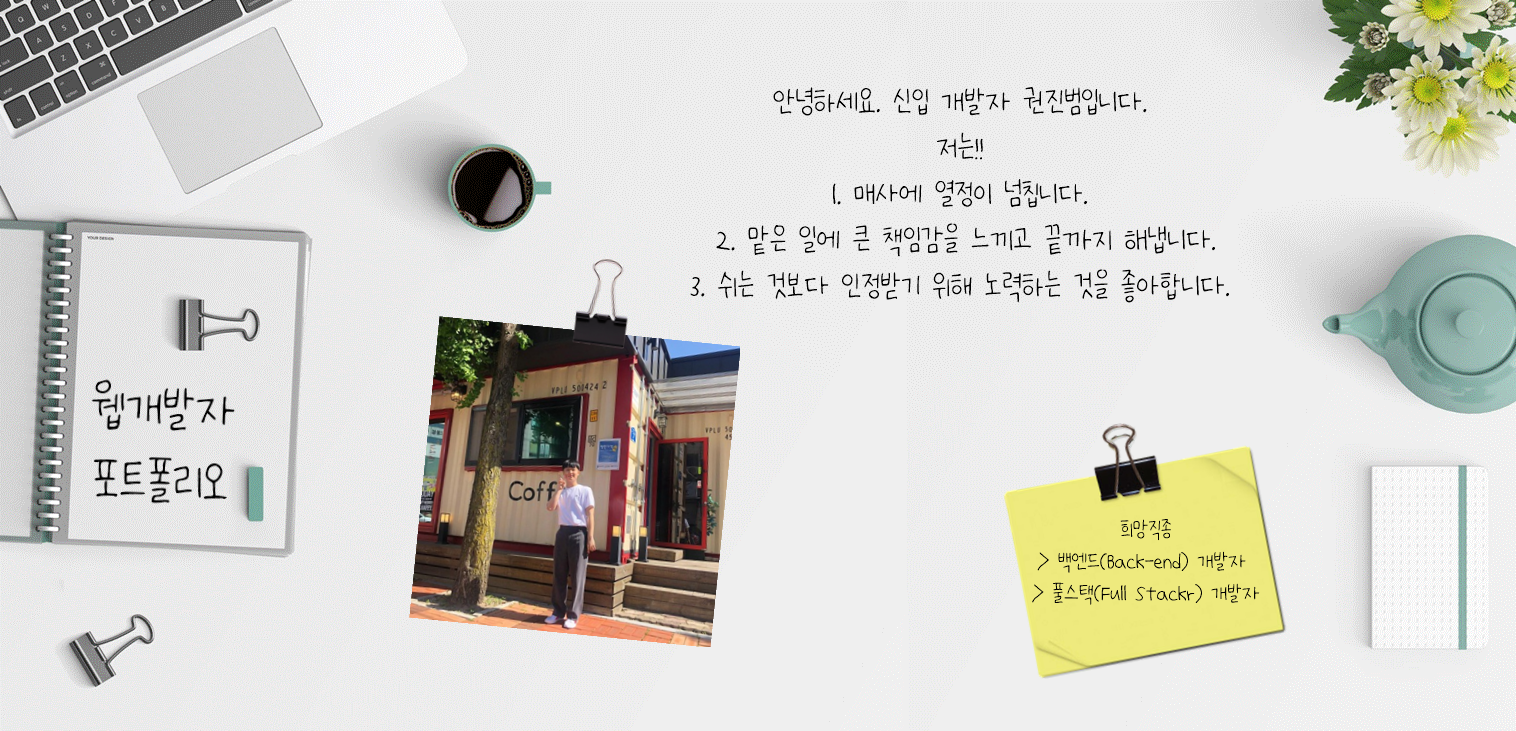 YOUR DESIGN
웹개발자
포트폴리오
안녕하세요. 신입 개발자 권진범입니다.
저는!!
1. 매사에 열정이 넘칩니다.
2. 맡은 일에 큰 책임감을 느끼고 끝까지 해냅니다.
3. 쉬는 것보다 인정받기 위해 노력하는 것을 좋아합니다.
VPLU 501424 2
Coff
희망직종
> 백엔드(Back-end) 개발자
> 풀스택(Full Stackr) 개발자